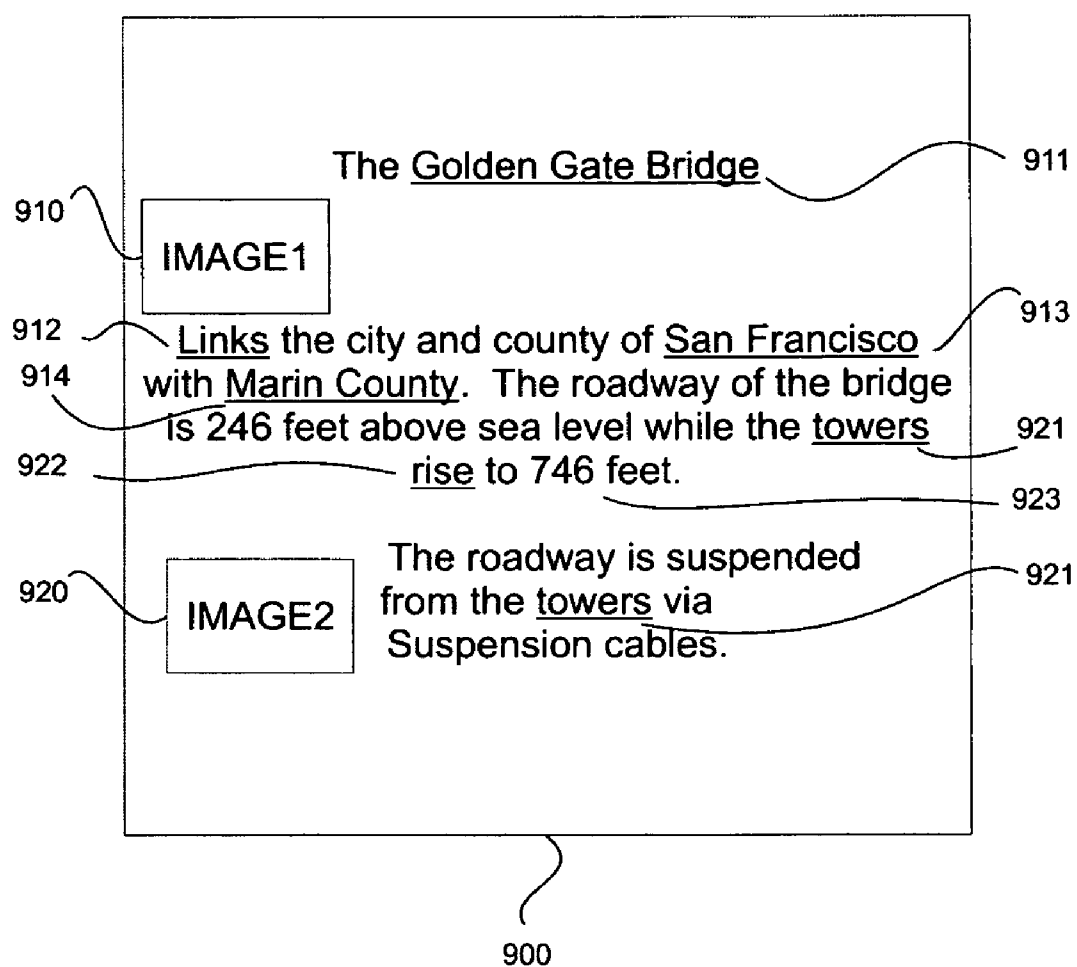 The Golden Gate Bridge
911
910
IMAGE1
912
Links the city and county of San Francisco
913
914
with Marin County. The roadway of the bridge
is 246 feet above sea level while the towers
921
922
rise to 746 feet.
923
The roadway is suspended
920
IMAGE2
from the towers via
921
Suspension cables.
900